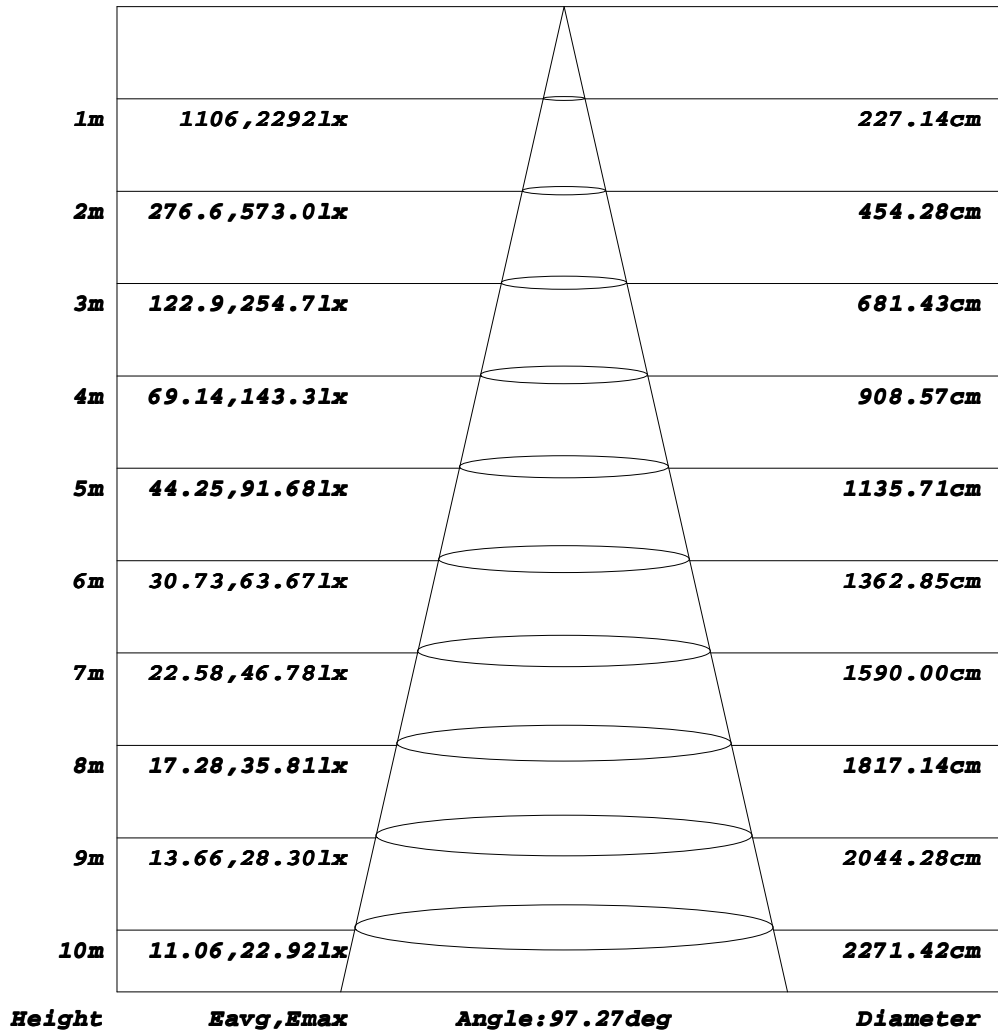 1m 1106,2292lx 227.14cm
2m 276.6,573.0lx 454.28cm
3m 122.9,254.7lx 681.43cm
4m 69.14,143.3lx 908.57cm
5m 44.25,91.68lx 1135.71cm
6m 30.73,63.67lx 1362.85cm
7m 22.58,46.78lx 1590.00cm
8m 17.28,35.81lx 1817.14cm
9m 13.66,28.30lx 2044.28cm
10m 11.06,22.92lx 2271.42cm
Height Eavg,Emax Angle:97.27deg Diameter